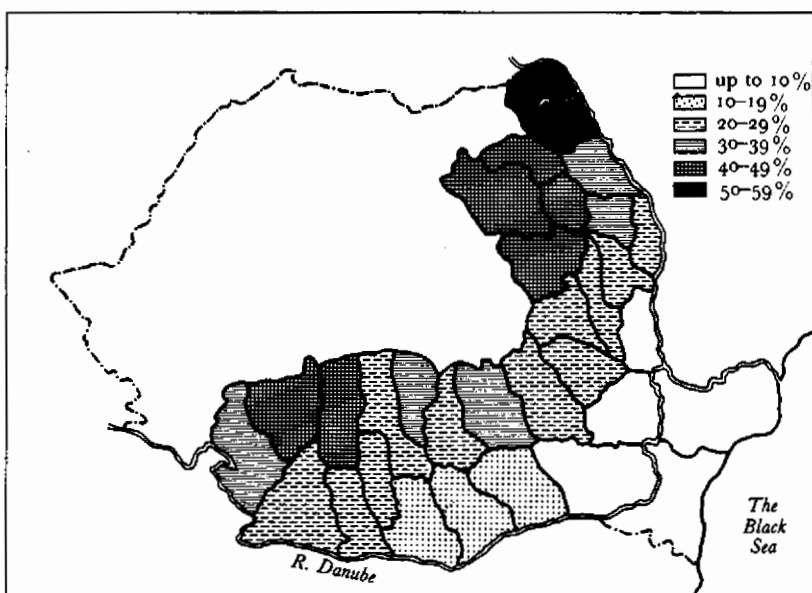 up to 10%
10–19%
20–29%
30–39%
40–49%
50–59%
The
Black
Sea
R. Danube